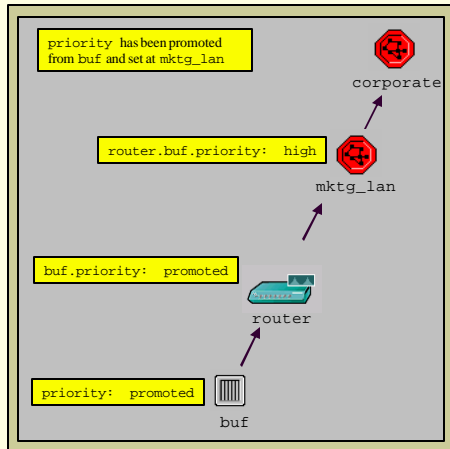 priority has been promoted
from buf and set at mktg_lan
corporate
router.buf.priority: high
mktg_lan
buf.priority: promoted
router
priority: promoted
buf